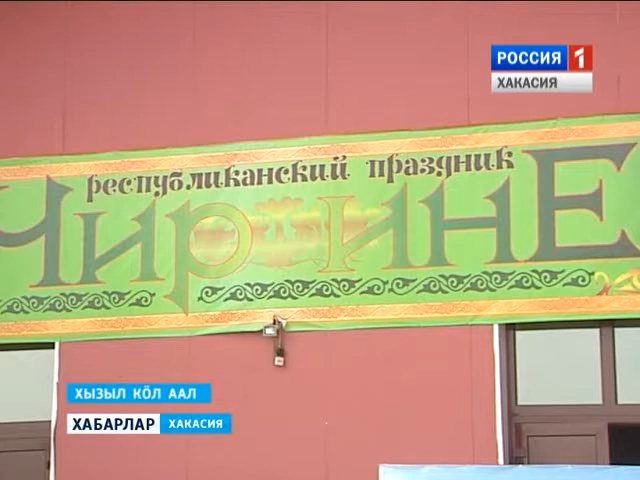 РОССИЯ 1
ХАКАСИЯ
республиканский праздник
Чир ине
ХЫЗЫЛ КӦЛ ААЛ
ХАБАРЛАР ХАКАСИЯ